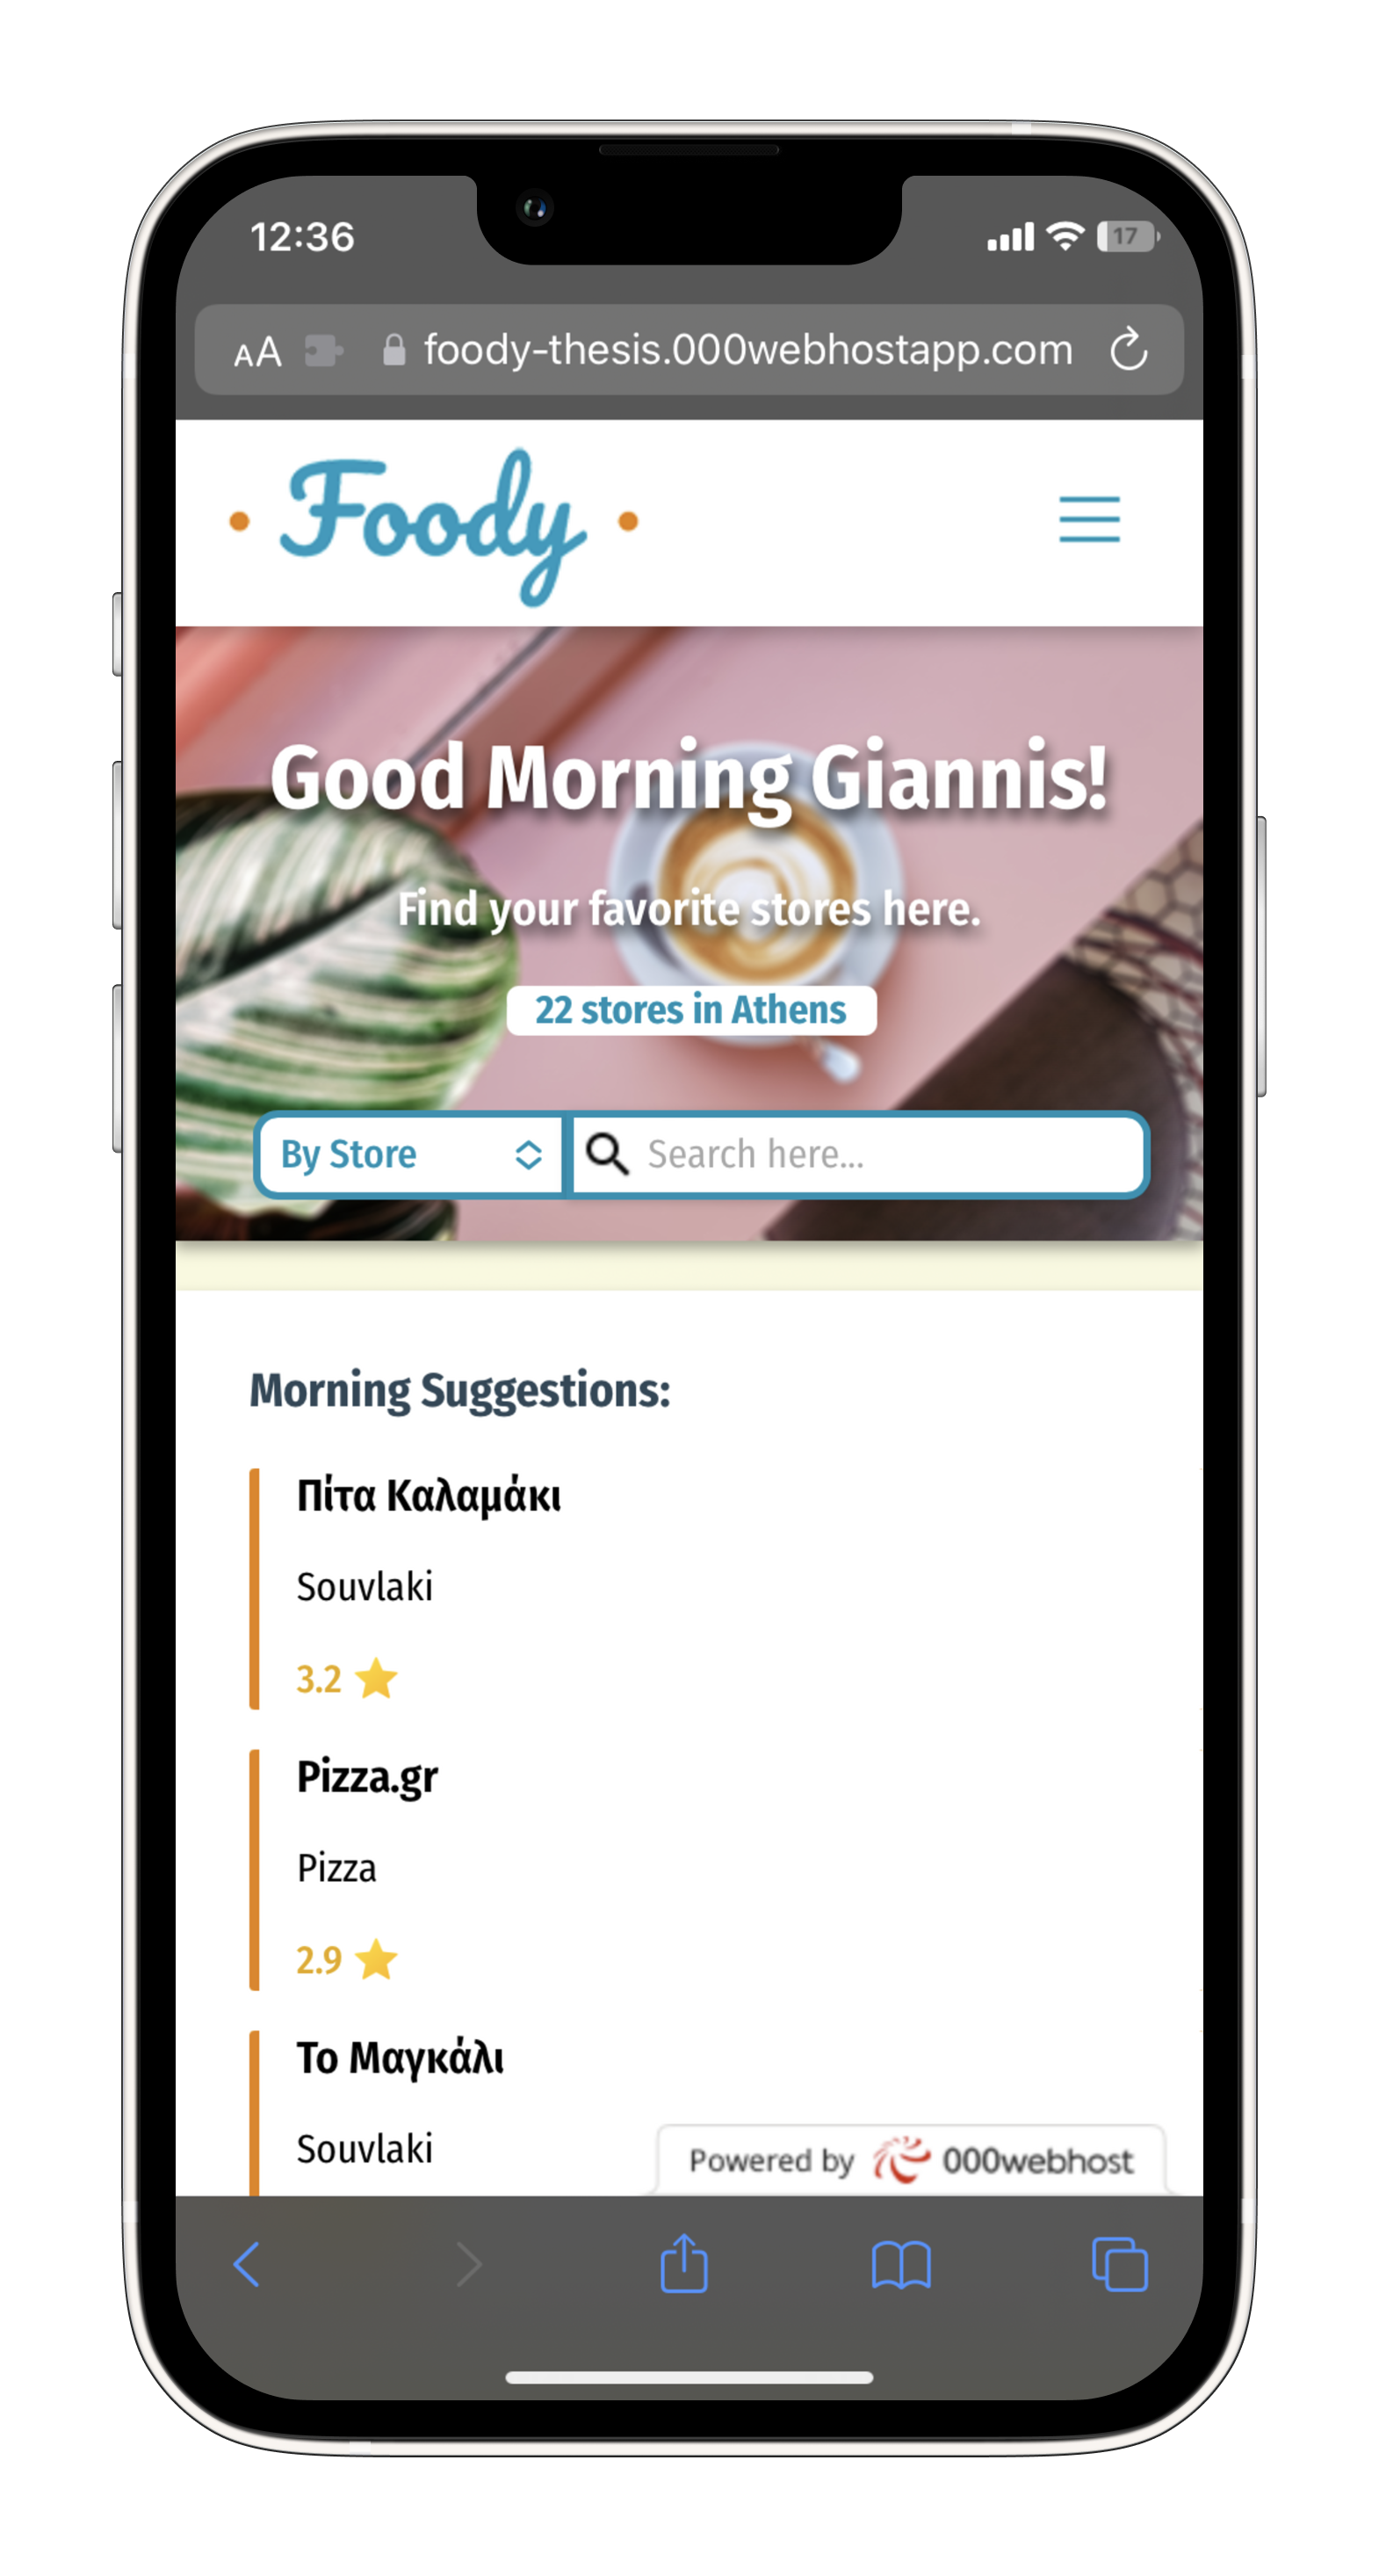 12:36
17
AA
foody-thesis.000webhostapp.com
Foody
Good Morning Giannis!
Find your favorite stores here.
22 stores in Athens
By Store
Search here...
Morning Suggestions:
Πίτα Καλαμάκι
Souvlaki
3.2
Pizza.gr
Pizza
2.9
Το Μαγκάλι
Souvlaki
Powered by 000webhost